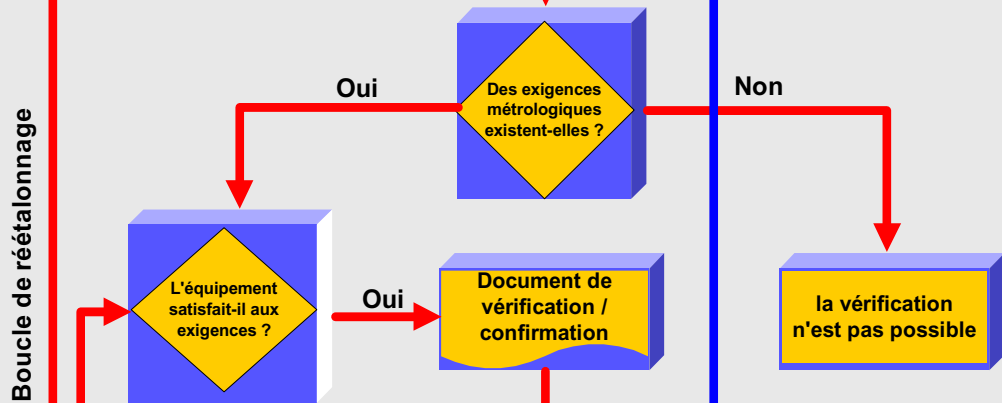 Boucle de réétalonnage
Oui
Des exigences
métrologiques
existent-elles ?
Non
L'équipement
satisfait-il aux
exigences ?
Oui
Document de
vérification /
confirmation
la vérification
n'est pas possible